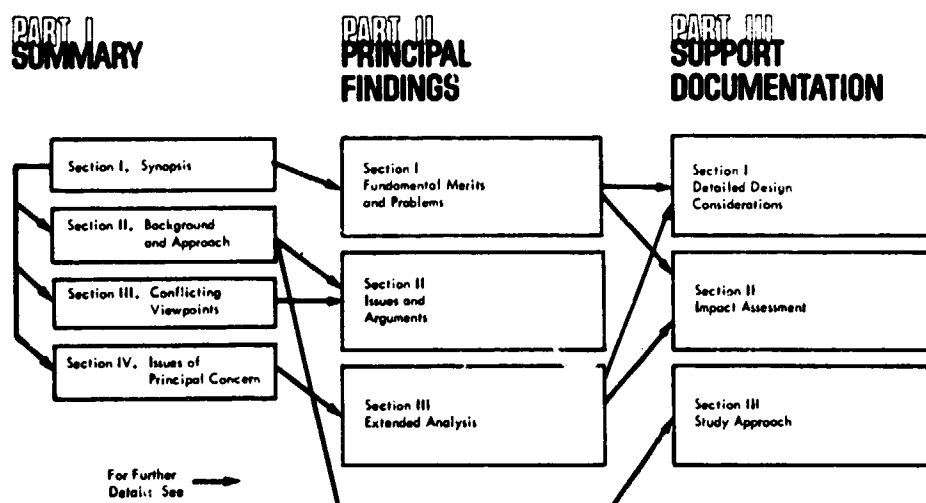 PART I
SUMMARY
Section I. Synopsis
Section II. Background
and Approach
Section III. Conflicting
Viewpoints
Section IV. Issues of
Principal Concern
For Further
Details See
PART II
PRINCIPAL
FINDINGS
Section I
Fundamental Merits
and Problems
Section II
Issues and
Arguments
Section III
Extended Analysis
PART III
SUPPORT
DOCUMENTATION
Section I
Detailed Design
Considerations
Section II
Impact Assessment
Section III
Study Approach